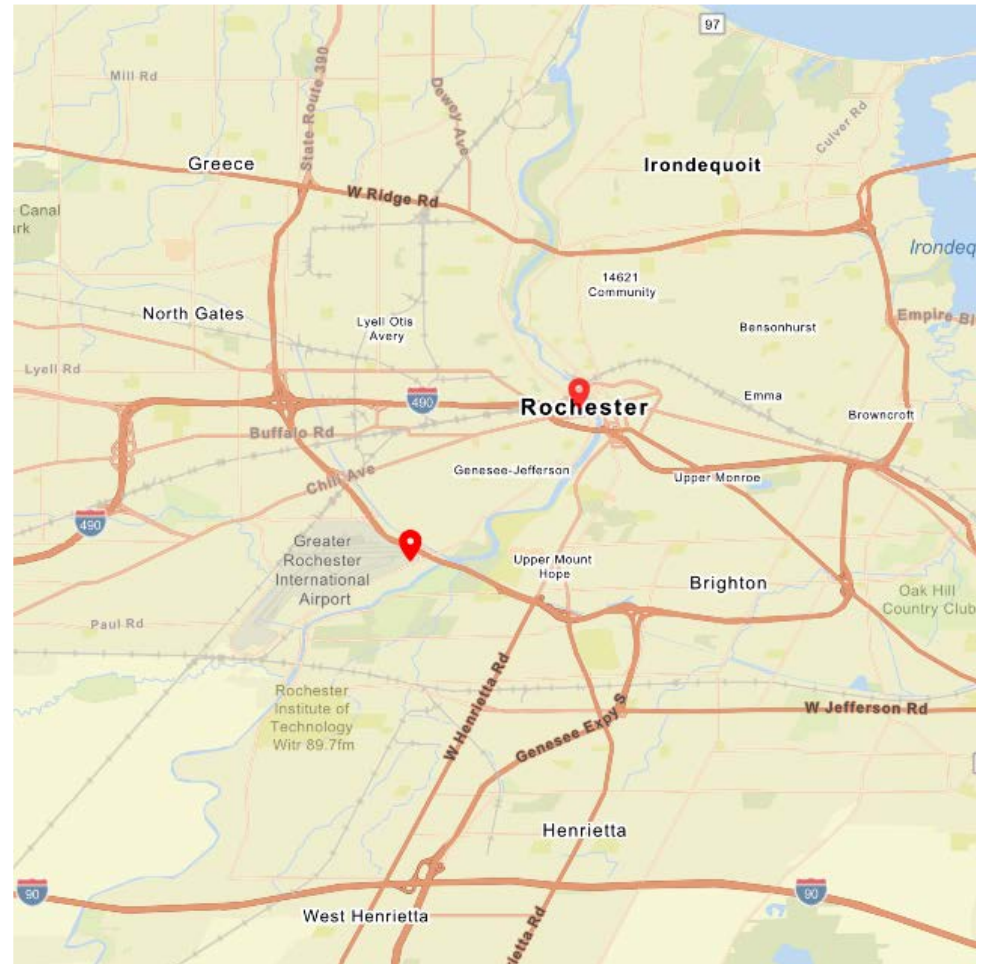 97
Mill Rd
State Route 390
Dewey Ave
Culver Rd
Greece
Irondequoit
W Ridge Rd
Canal
Irondeq
14621
Community
North Gates
Lyell Otis
Avery
Bensonhurst
Empire Bl
Lyell Rd
490
Rochester
Emma
Browncroft
Buffalo Rd
Chili Ave
Genesee-Jefferson
Upper Monroe
490
Greater
Rochester
International
Airport
Upper Mount
Hope
Brighton
Oak Hill
Country Club
Paul Rd
Rochester
Institute of
Technology
Witr 89.7fm
W Henrietta Rd
Genesee Expy S
W Jefferson Rd
Henrietta
90
90
West Henrietta
rietta Rd